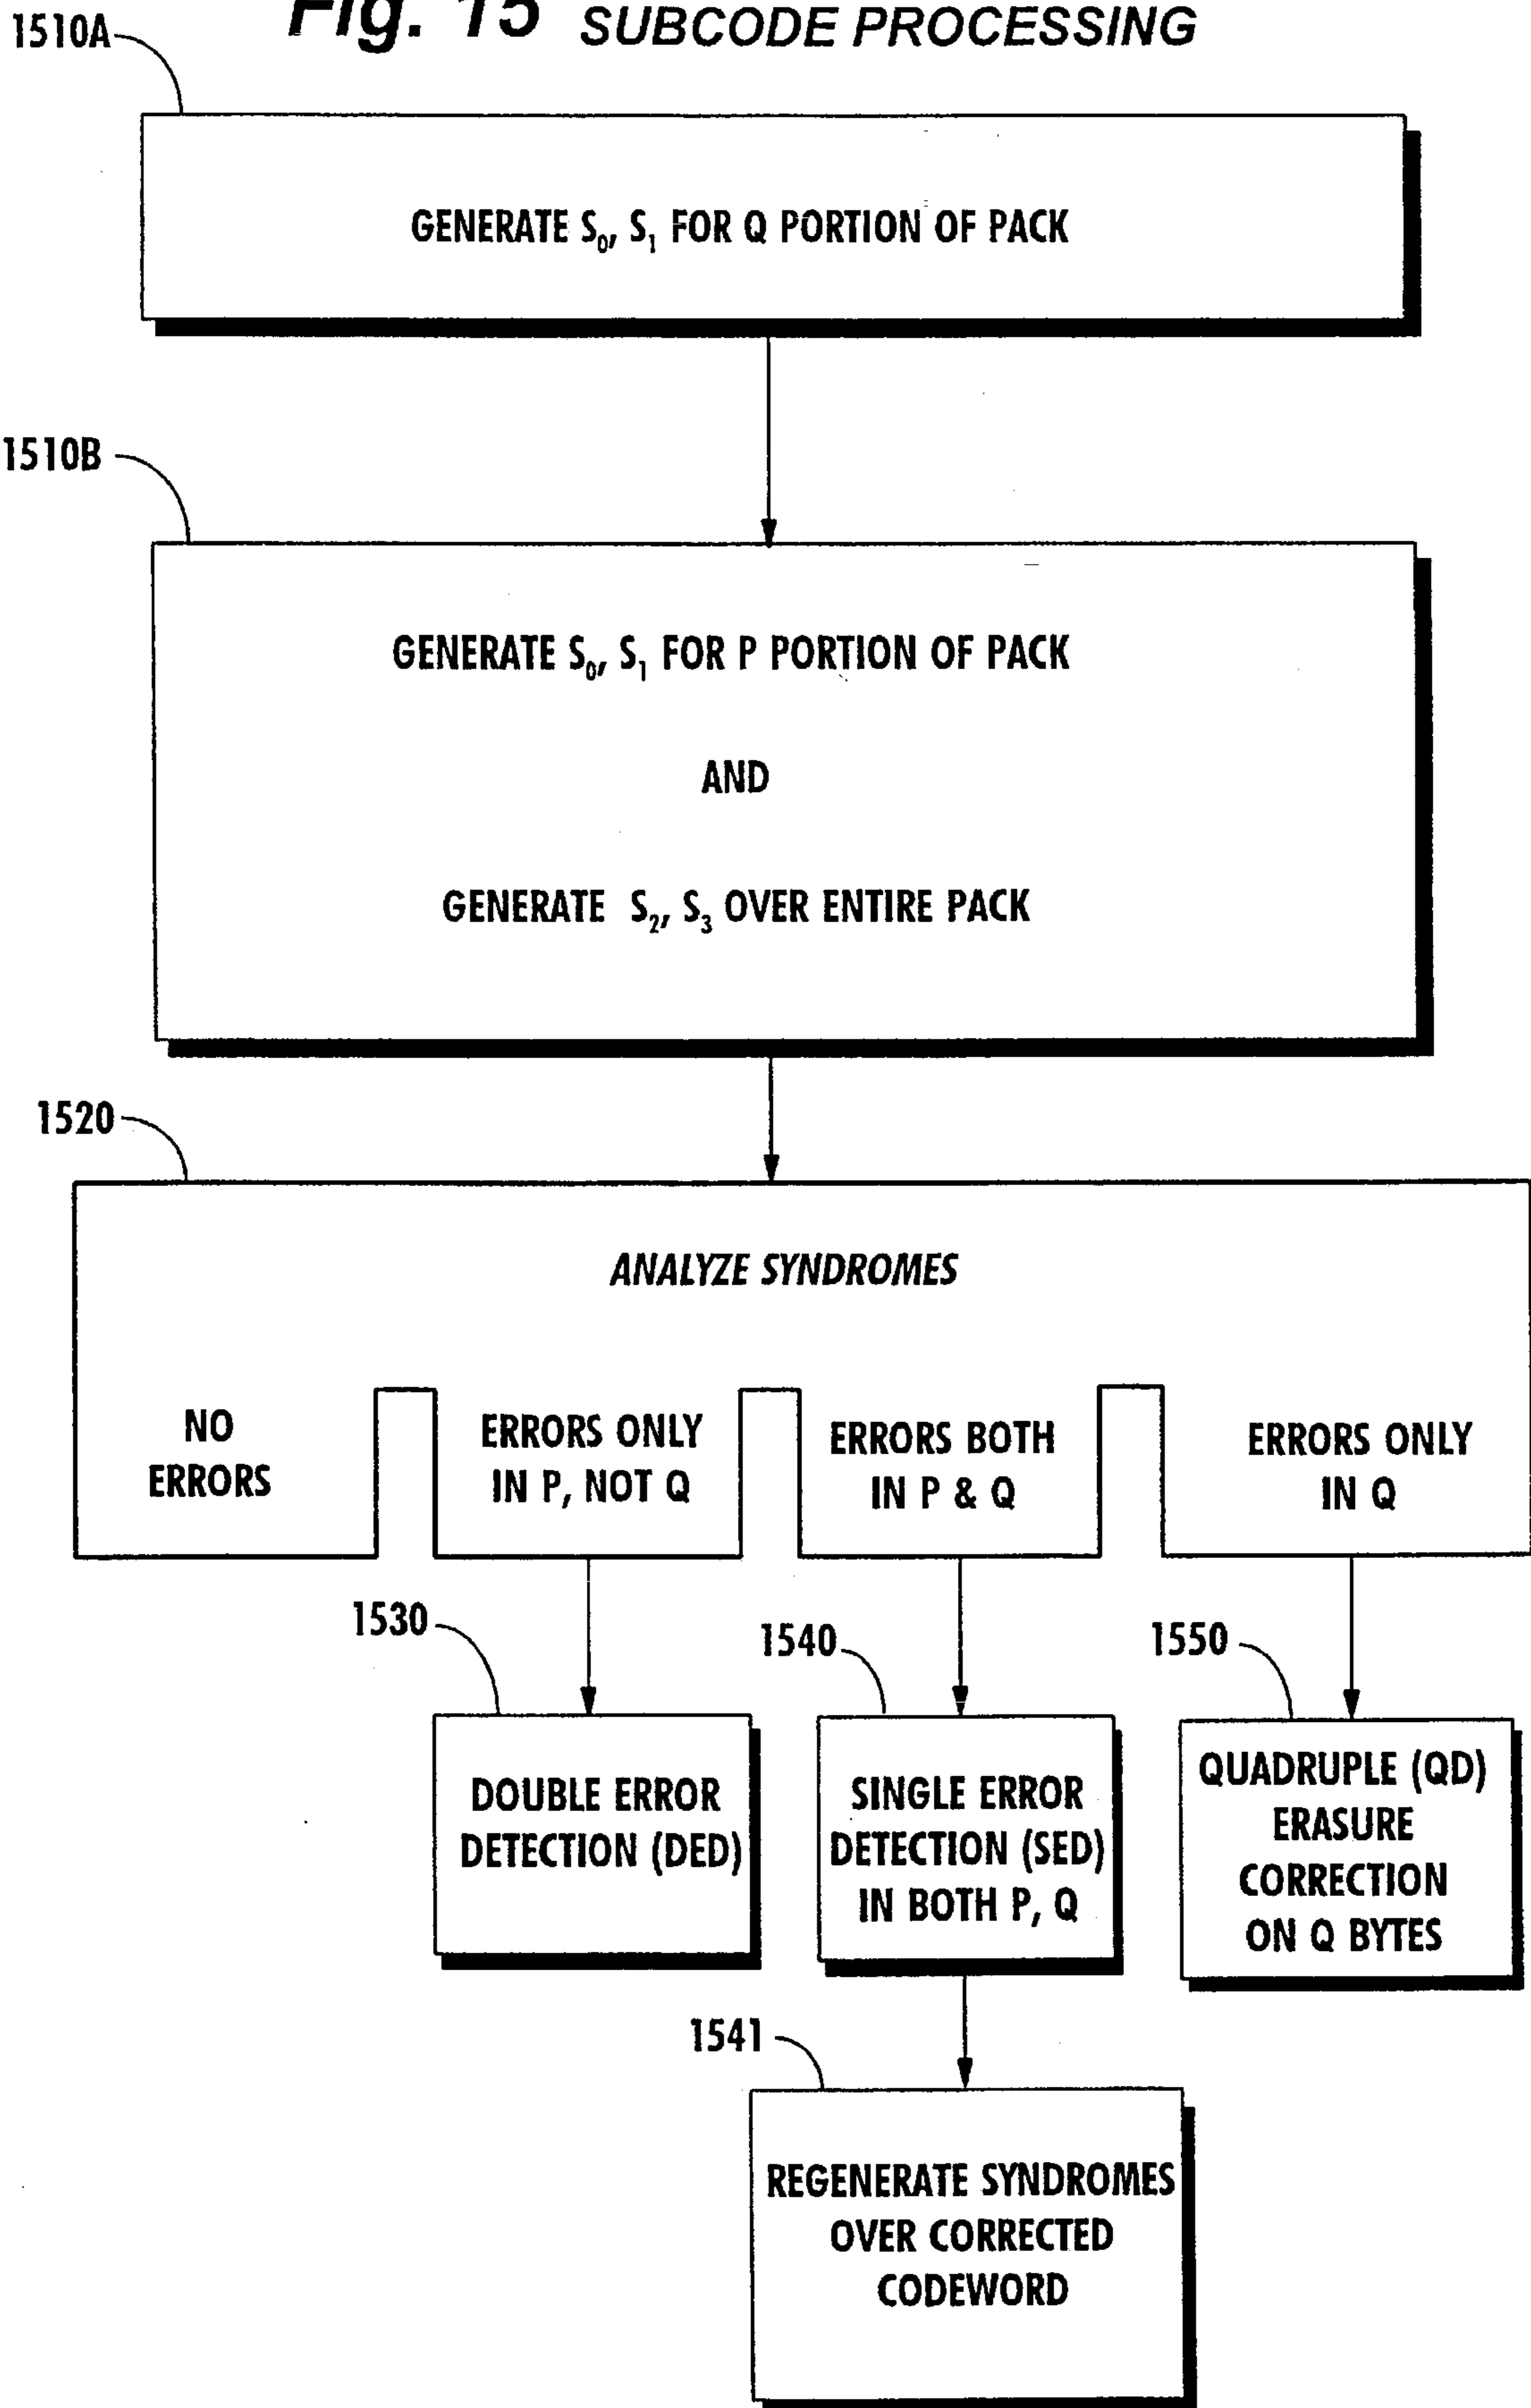 Fig. 15 SUBCODE PROCESSING
1510A
GENERATE S₀, S₁ FOR Q PORTION OF PACK
1510B
GENERATE S₀, S₁ FOR P PORTION OF PACK
AND
GENERATE S₂, S₃ OVER ENTIRE PACK
1520
ANALYZE SYNDROMES
NO
ERRORS
ERRORS ONLY
IN P, NOT Q
ERRORS BOTH
IN P & Q
ERRORS ONLY
IN Q
1530
DOUBLE ERROR
DETECTION (DED)
1540
SINGLE ERROR
DETECTION (SED)
IN BOTH P, Q
1550
QUADRUPLE (QD)
ERASURE
CORRECTION
ON Q BYTES
1541
REGENERATE SYNDROMES
OVER CORRECTED
CODEWORD